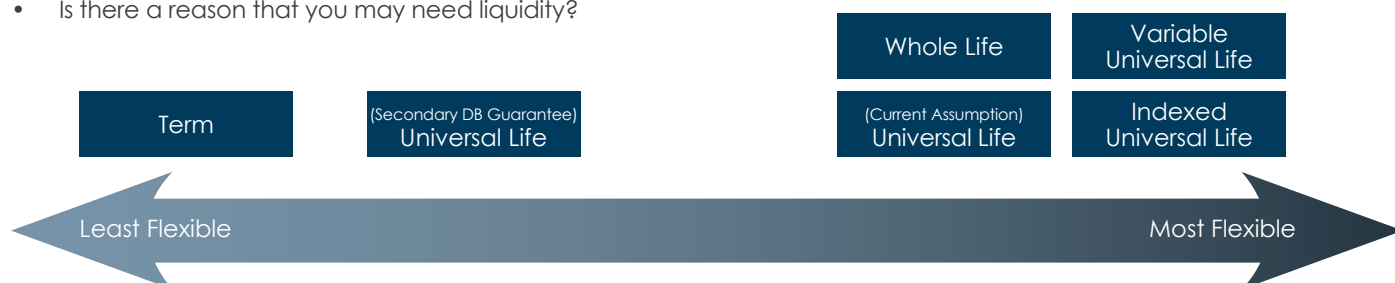 • Is there a reason that you may need liquidity?
Whole Life
Variable
Universal Life
Term
(Secondary DB Guarantee)
Universal Life
(Current Assumption)
Universal Life
Indexed
Universal Life
Least Flexible
Most Flexible